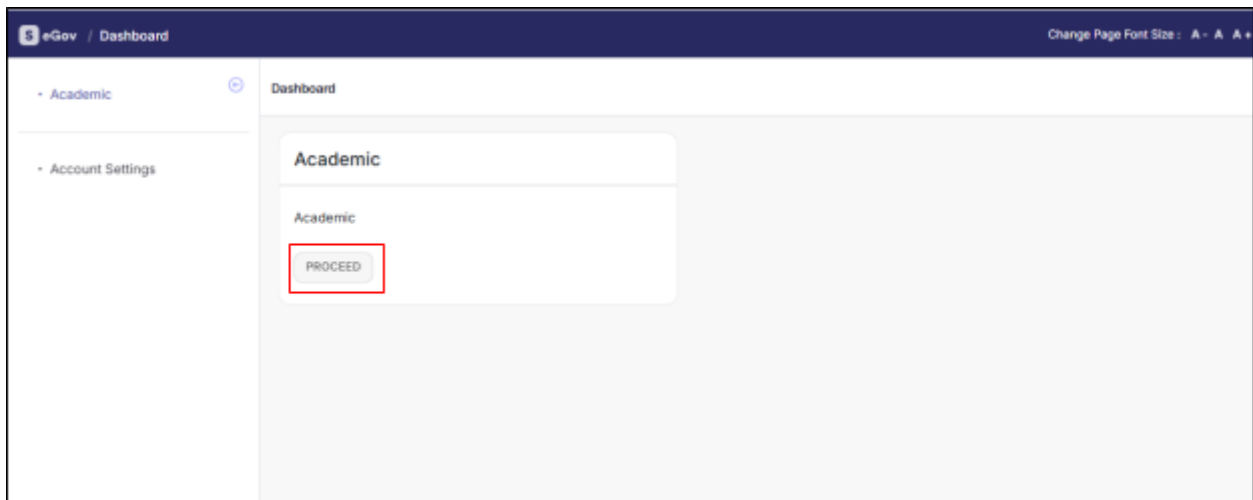 S eGov / Dashboard
Change Page Font Size : A - A A +
- Academic
Dashboard
- Account Settings
Academic
Academic
PROCEED